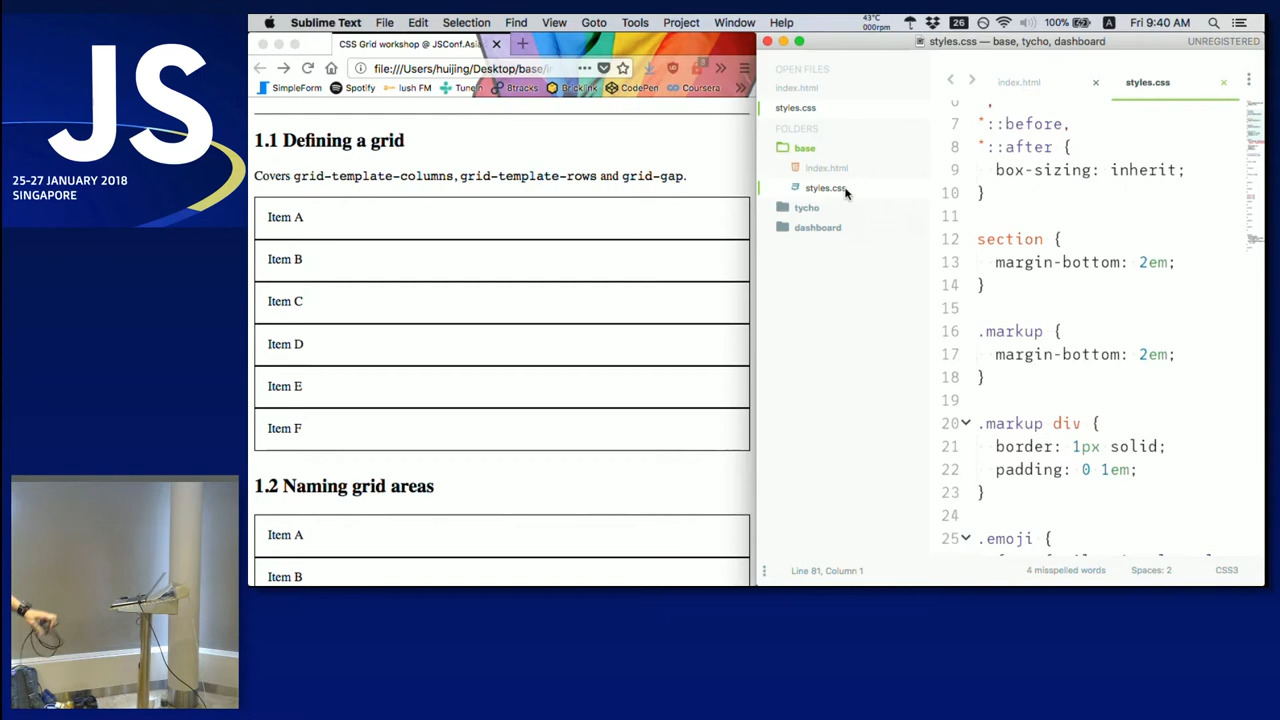 JS
25-27 JANUARY 2018
SINGAPORE
Sublime Text File Edit Selection Find View Goto Tools Project Window Help
43°C
000rpm
26
100%
A
Fri 9:40 AM
CSS Grid workshop @ JSConf.Asia
file:///Users/huijing/Desktop/base/
SimpleForm Spotify lush FM TuneIn 8tracks Bricklink CodePen Coursera
1.1 Defining a grid
Covers grid-template-columns, grid-template-rows and grid-gap.
Item A
Item B
Item C
Item D
Item E
Item F
1.2 Naming grid areas
Item A
Item B
styles.css — base, tycho, dashboard
UNREGISTERED
OPEN FILES
index.html
styles.css
FOLDERS
base
index.html
styles.css
tycho
dashboard
index.html
styles.css
6 ,
7 *::before,
8 *::after {
9 box-sizing: inherit;
10 }
11
12 section {
13 margin-bottom: 2em;
14 }
15
16 .markup {
17 margin-bottom: 2em;
18 }
19
20 .markup div {
21 border: 1px solid;
22 padding: 0 1em;
23 }
24
25 .emoji {
Line 81, Column 1
4 misspelled words
Spaces: 2
CSS3